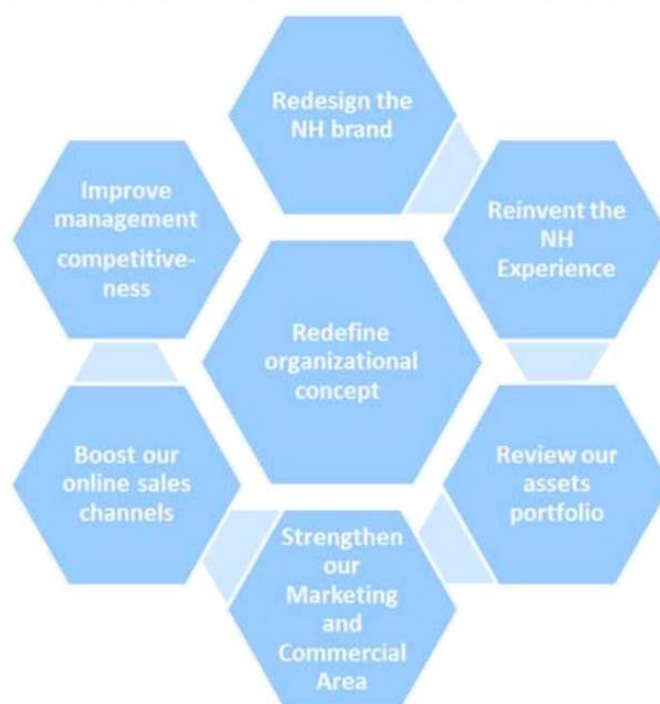 Redesign the
NH brand
Reinvent the
NH
Experience
Review our
assets
portfolio
Strengthen
our
Marketing
and
Commercial
Area
Boost our
online sales
channels
Improve
management
competitive-
ness
Redefine
organizational
concept